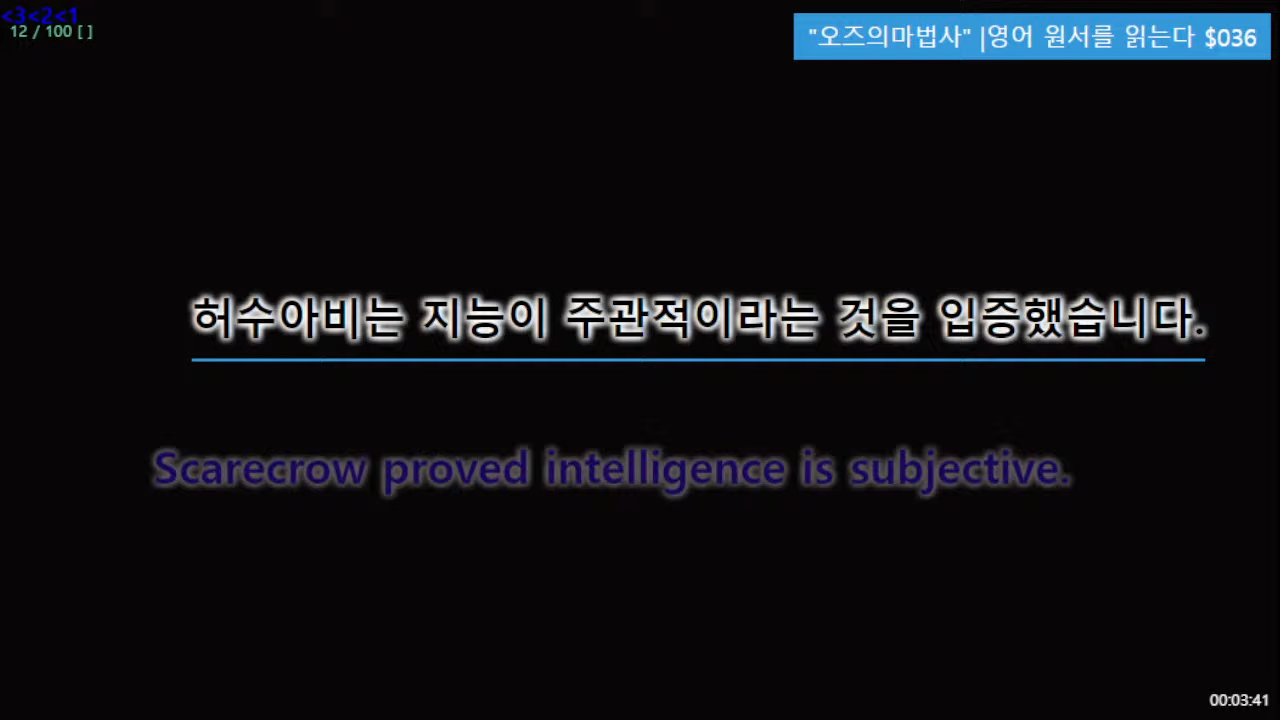 <3<2<1
12 / 100 [ ]
"오즈의마법사" |영어 원서를 읽는다 $036
허수아비는 지능이 주관적이라는 것을 입증했습니다.
Scarecrow proved intelligence is subjective.
00:03:41